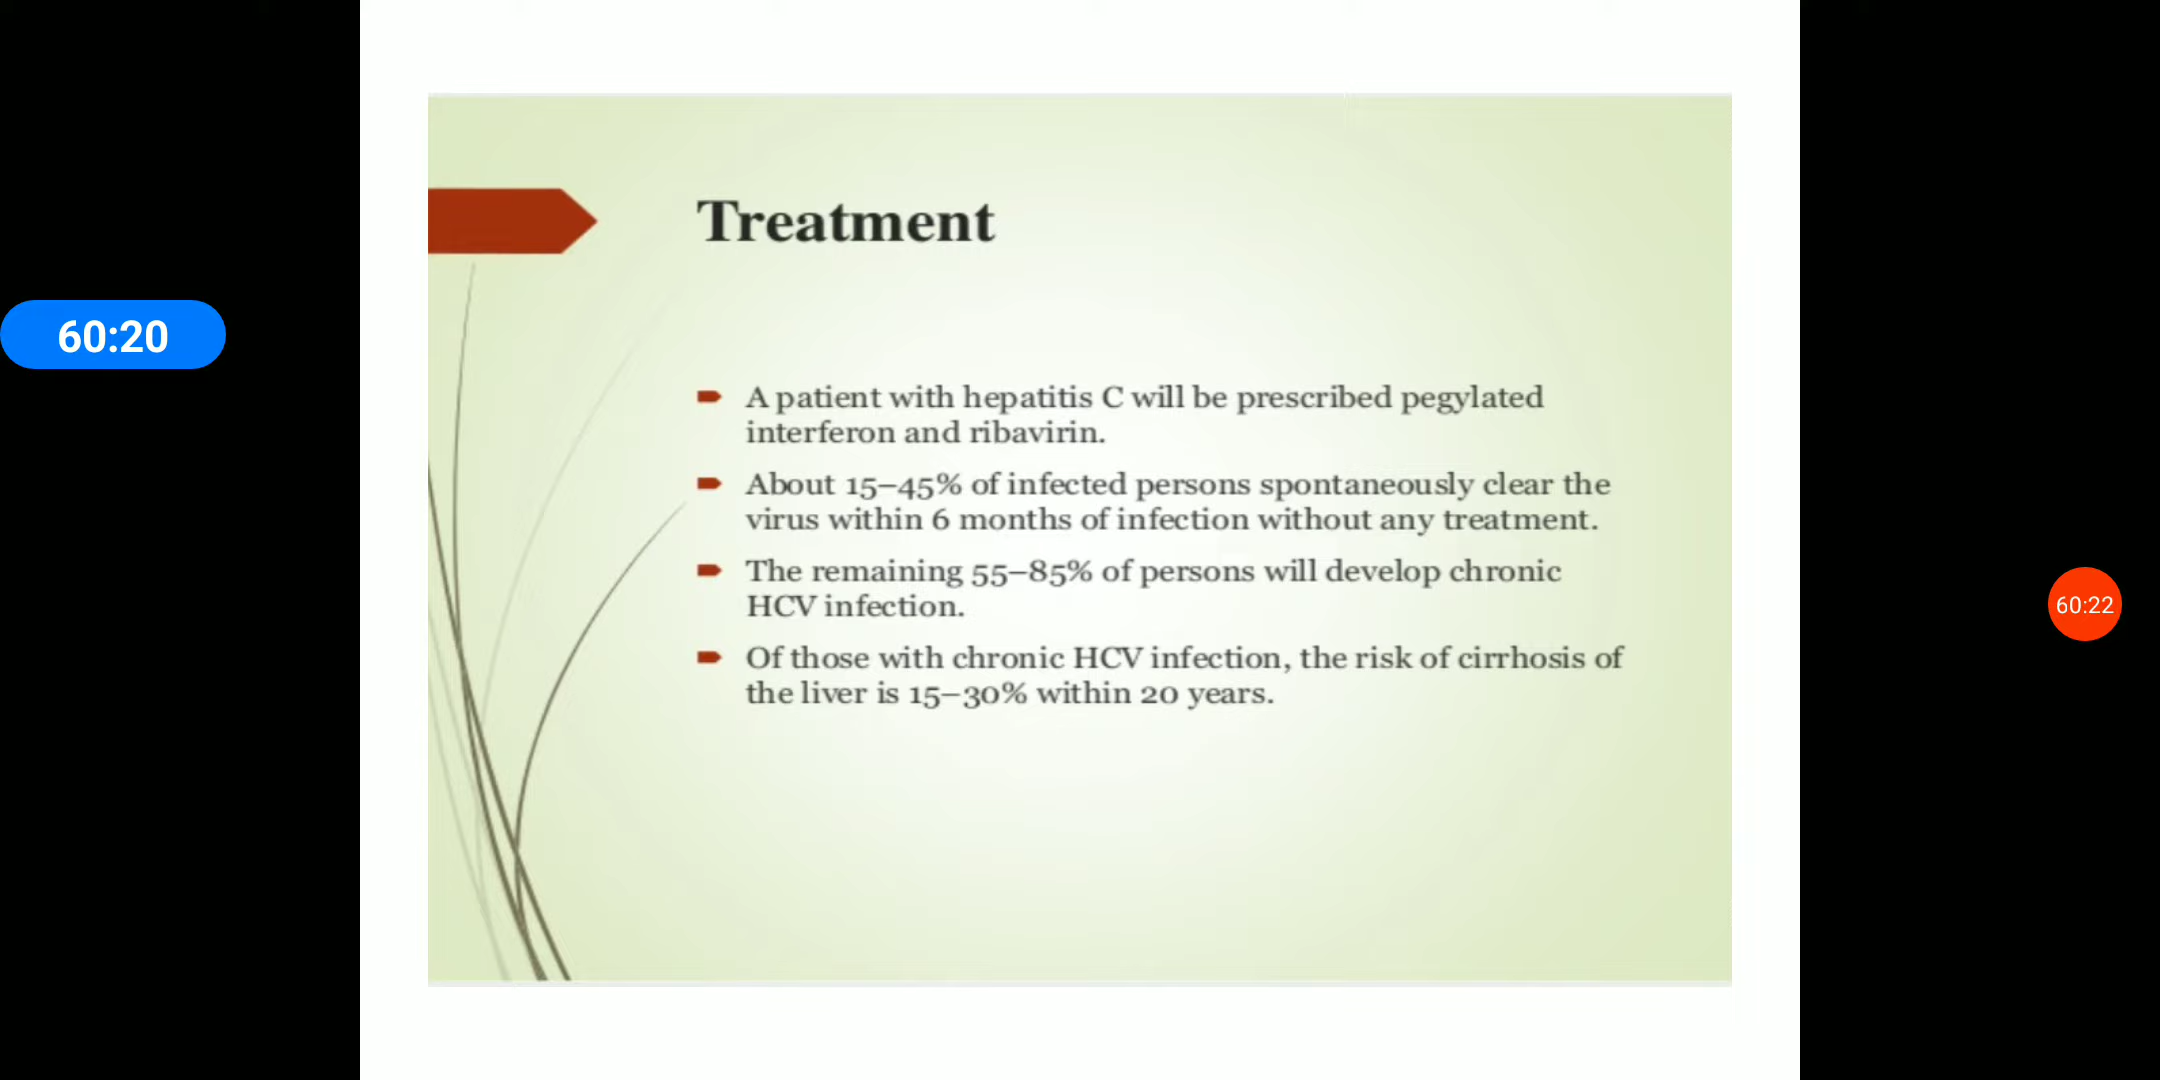 Treatment
60:20
A patient with hepatitis C will be prescribed pegylated
interferon and ribavirin.
About 15–45% of infected persons spontaneously clear the
virus within 6 months of infection without any treatment.
The remaining 55–85% of persons will develop chronic
HCV infection.
60:22
Of those with chronic HCV infection, the risk of cirrhosis of
the liver is 15–30% within 20 years.